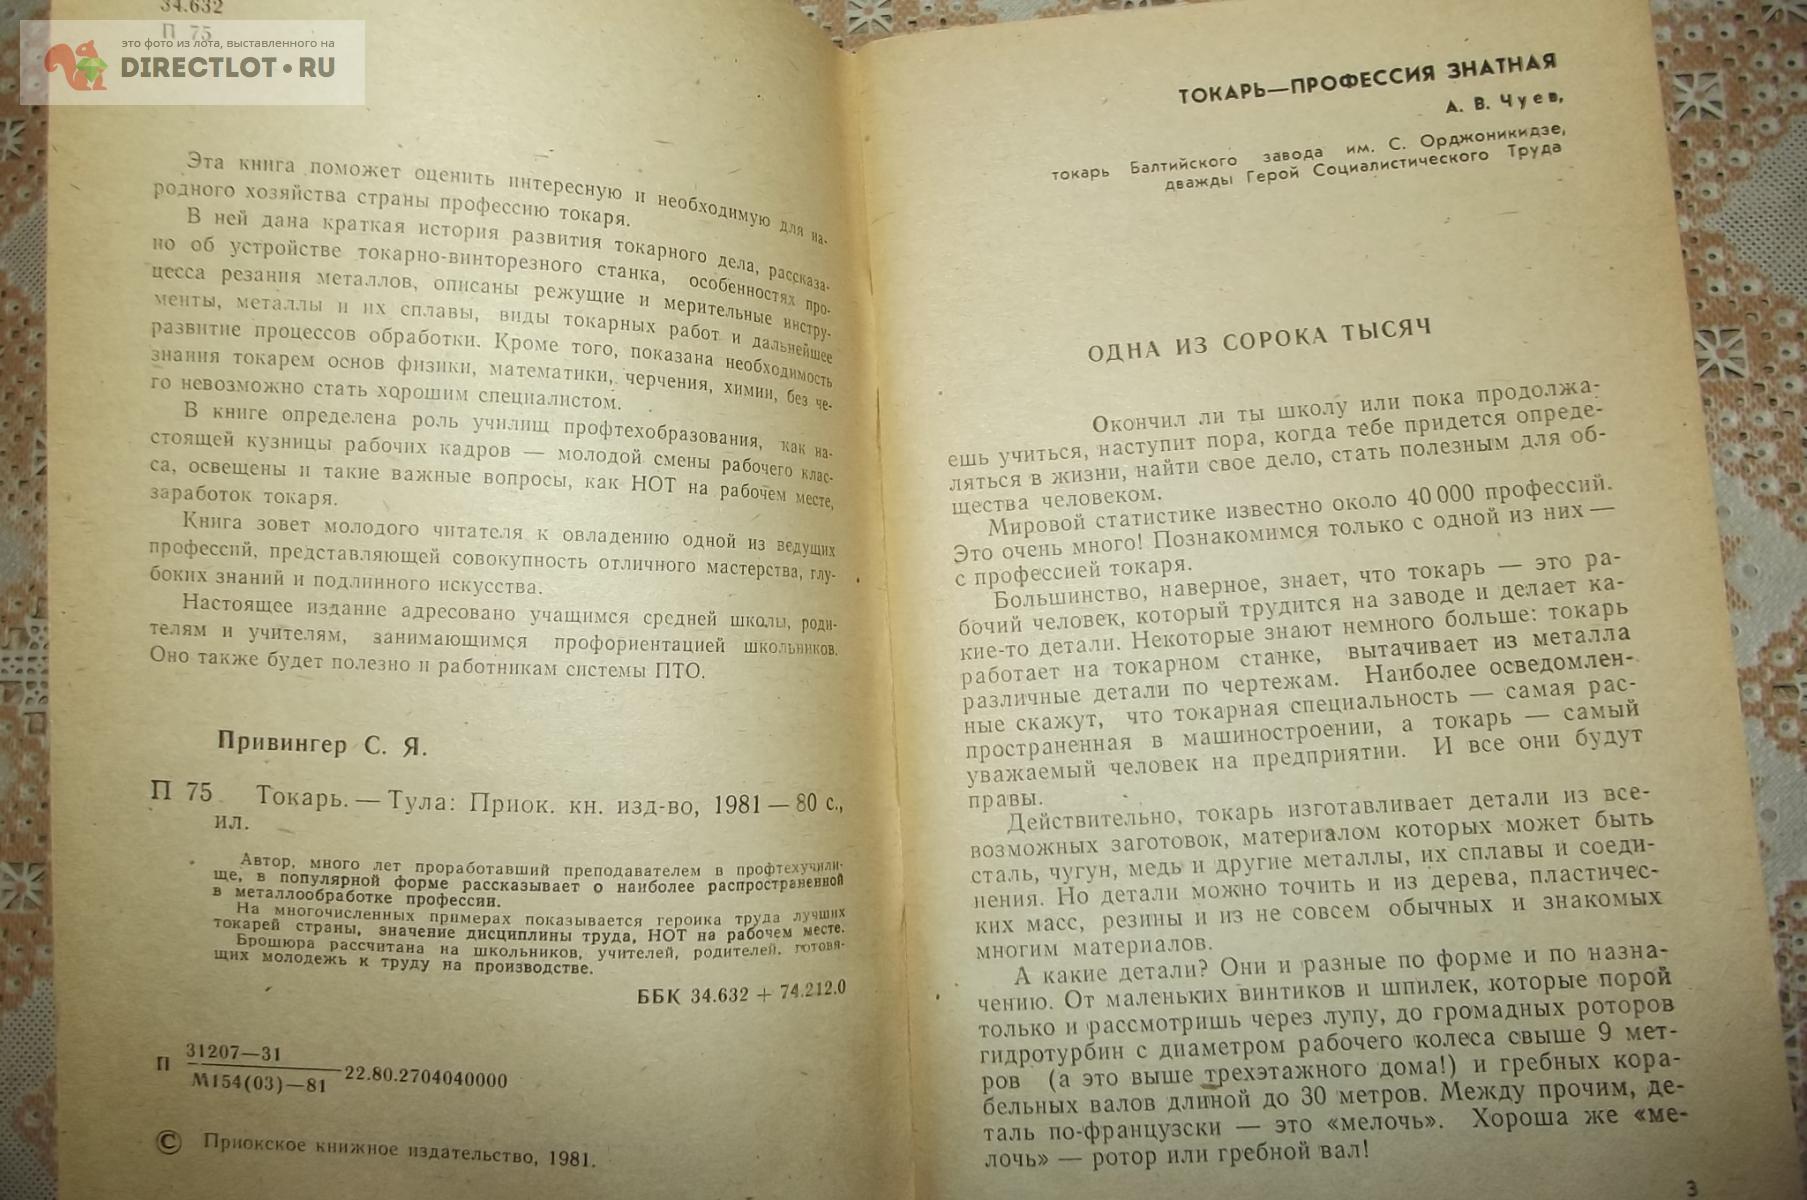 34.632
П 75
это фото из лота, выставленного на
DIRECTLOT.RU
Эта книга поможет оценить интересную и необходимую для на-
родного хозяйства страны профессию токаря.
В ней дана краткая история развития токарного дела, рассказа-
но об устройстве токарно-винторезного станка, особенностях про-
цесса резания металлов, описаны режущие и мерительные инстру-
менты, металлы и их сплавы, виды токарных работ и дальнейшее
развитие процессов обработки. Кроме того, показана необходимость
знания токарем основ физики, математики, черчения, химии, без че-
го невозможно стать хорошим специалистом.
В книге определена роль училищ профтехобразования, как на-
стоящей кузницы рабочих кадров — молодой смены рабочего клас-
са, освещены и такие важные вопросы, как НОТ на рабочем месте,
заработок токаря.
Книга зовет молодого читателя к овладению одной из ведущих
профессий, представляющей совокупность отличного мастерства, глу-
боких знаний и подлинного искусства.
Настоящее издание адресовано учащимся средней школы, роди-
телям и учителям, занимающимся профориентацией школьников.
Оно также будет полезно и работникам системы ПТО.
Привингер С. Я.
П 75 Токарь. — Тула: Приок. кн. изд-во, 1981 — 80 с.,
ил.
Автор, много лет проработавший преподавателем в профтехучили-
ще, в популярной форме рассказывает о наиболее распространенной
в металлообработке профессии.
На многочисленных примерах показывается героика труда лучших
токарей страны, значение дисциплины труда, НОТ на рабочем месте.
Брошюра рассчитана на школьников, учителей, родителей, готовя-
щих молодежь к труду на производстве.
ББК 34.632 + 74.212.0
П 31207—31
М154(03)—81 22.80.2704040000
© Приокское книжное издательство, 1981.
ТОКАРЬ—ПРОФЕССИЯ ЗНАТНАЯ
А. В. Чуев,
токарь Балтийского завода им. С. Орджоникидзе,
дважды Герой Социалистического Труда
ОДНА ИЗ СОРОКА ТЫСЯЧ
Окончил ли ты школу или пока продолжа-
ешь учиться, наступит пора, когда тебе придется опреде-
ляться в жизни, найти свое дело, стать полезным для об-
щества человеком.
Мировой статистике известно около 40 000 профессий.
Это очень много! Познакомимся только с одной из них —
с профессией токаря.
Большинство, наверное, знает, что токарь — это ра-
бочий человек, который трудится на заводе и делает ка-
кие-то детали. Некоторые знают немного больше: токарь
работает на токарном станке, вытачивает из металла
различные детали по чертежам. Наиболее осведомлен-
ные скажут, что токарная специальность — самая рас-
пространенная в машиностроении, а токарь — самый
уважаемый человек на предприятии. И все они будут
правы.
Действительно, токарь изготавливает детали из все-
возможных заготовок, материалом которых может быть
сталь, чугун, медь и другие металлы, их сплавы и соеди-
нения. Но детали можно точить и из дерева, пластичес-
ких масс, резины и из не совсем обычных и знакомых
многим материалов.
А какие детали? Они и разные по форме и по назна-
чению. От маленьких винтиков и шпилек, которые порой
только и рассмотришь через лупу, до громадных роторов
гидротурбин с диаметром рабочего колеса свыше 9 мет-
ров (а это выше трехэтажного дома!) и гребных кора-
бельных валов длиной до 30 метров. Между прочим, де-
таль по-французски — это «мелочь». Хороша же «ме-
лочь» — ротор или гребной вал!
3